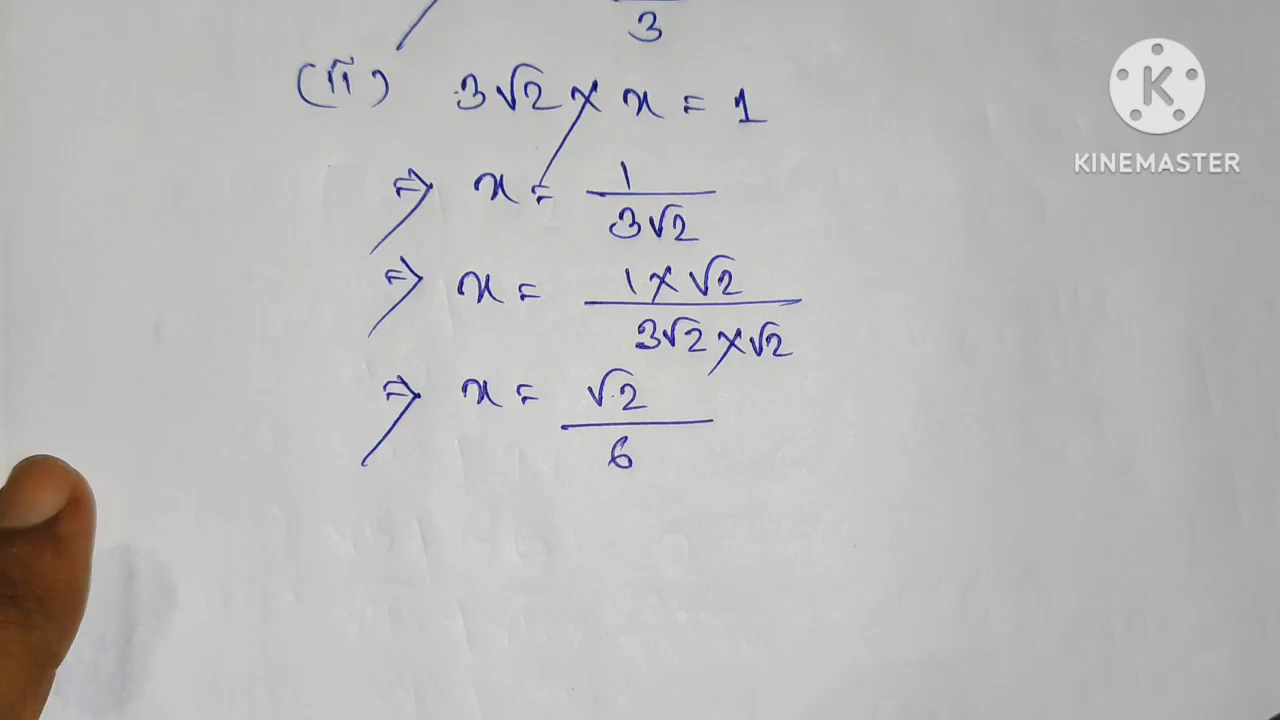 3
(ii) 3√2 × x = 1
⇒ x = 1/3√2
⇒ x = 1×√2/3√2×√2
⇒ x = √2/6
K
KINEMASTER